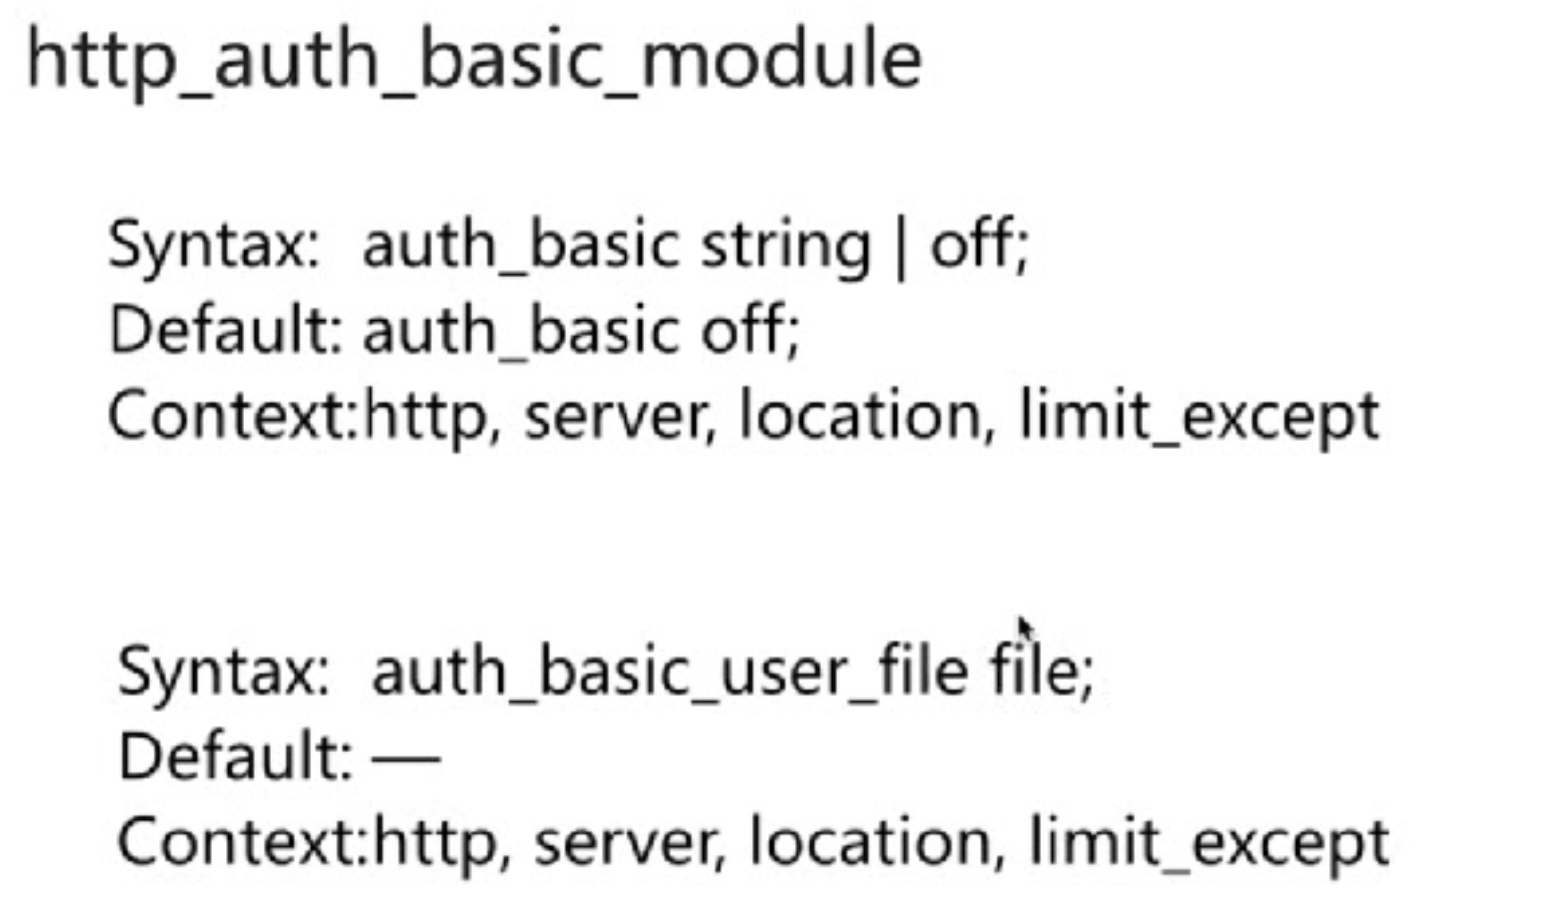 http_auth_basic_module
Syntax: auth_basic string | off;
Default: auth_basic off;
Context:http, server, location, limit_except
Syntax: auth_basic_user_file file;
Default: —
Context:http, server, location, limit_except